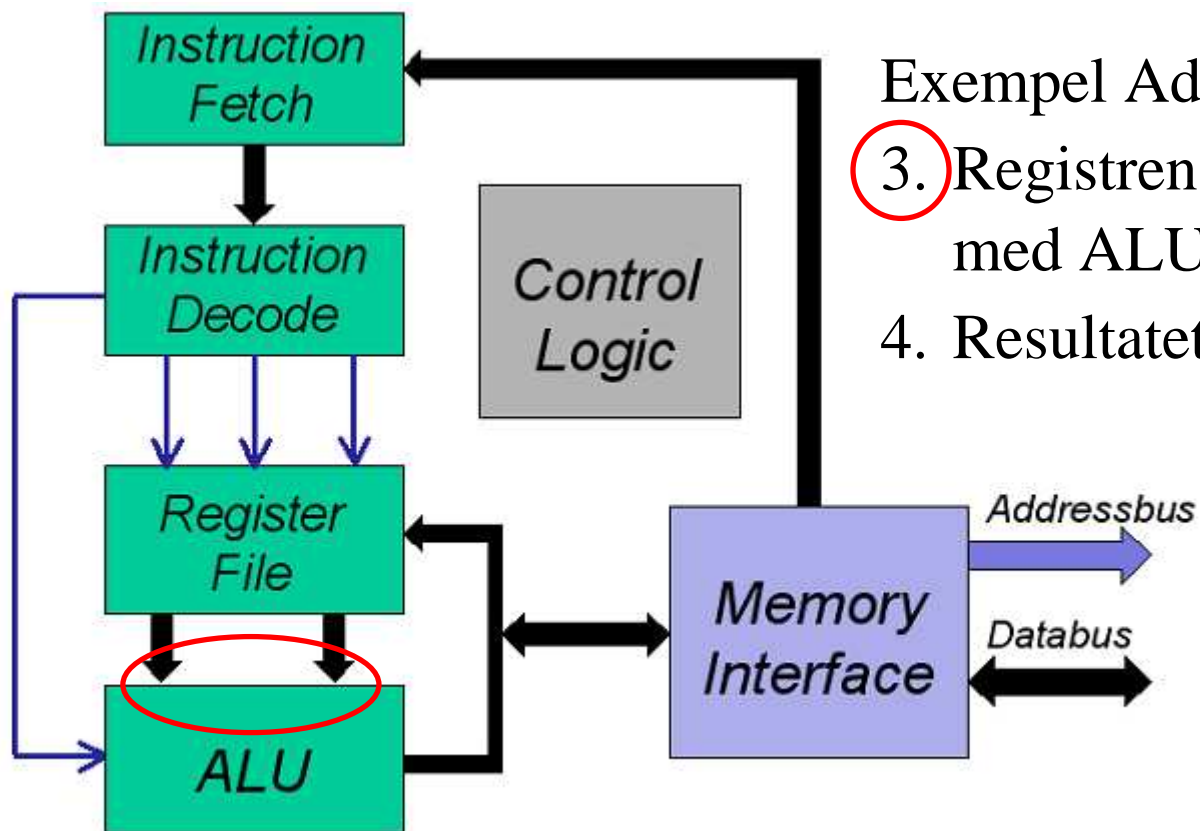 Instruction
Fetch
Instruction
Decode
Register
File
ALU
Control
Logic
Memory
Interface
Addressbus
Databus
Exempel Ad
3. Registren
med ALU
4. Resultatet